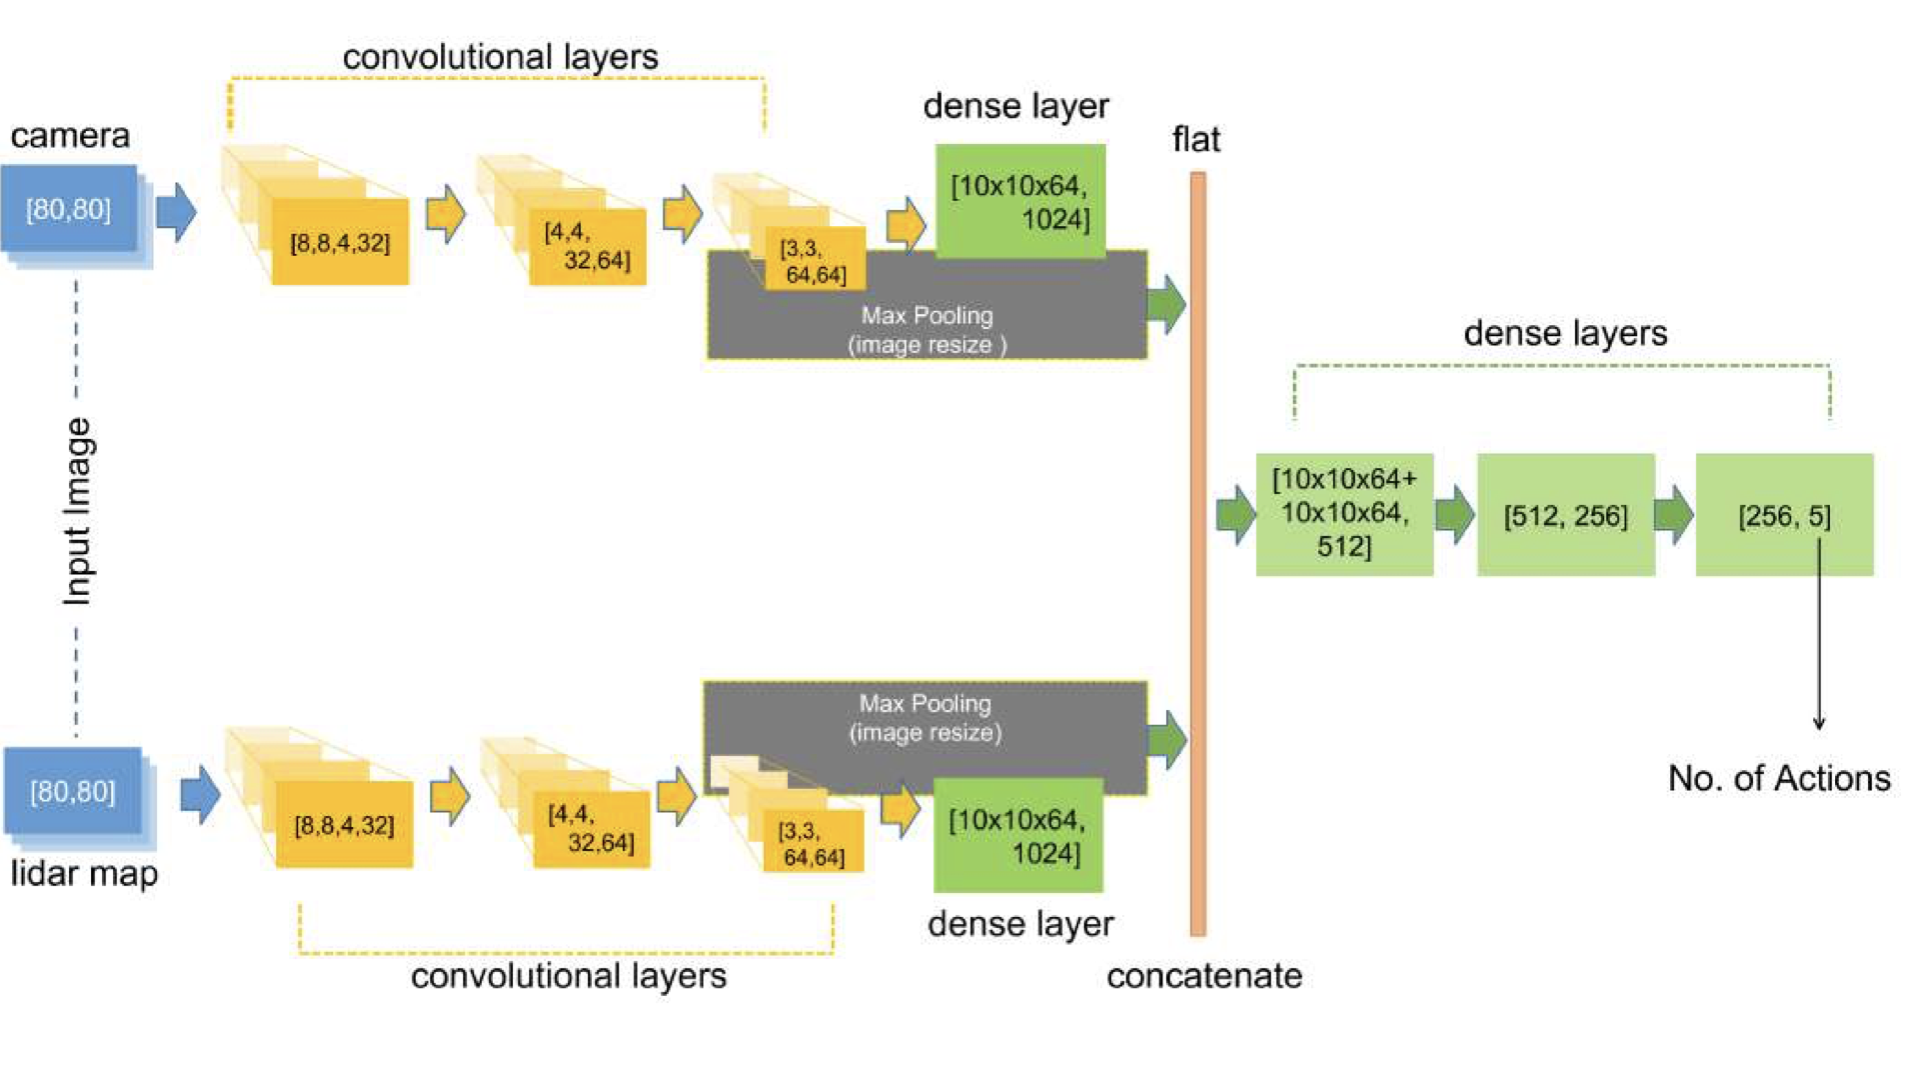 convolutional layers
camera
[80,80]
[8,8,4,32]
[4,4,
32,64]
[3,3,
64,64]
dense layer
[10x10x64,
1024]
Max Pooling
(image resize )
flat
Input Image
dense layers
[10x10x64+
10x10x64,
512]
[512, 256]
[256, 5]
No. of Actions
[80,80]
lidar map
[8,8,4,32]
[4,4,
32,64]
[3,3,
64,64]
Max Pooling
(image resize)
[10x10x64,
1024]
dense layer
convolutional layers
concatenate